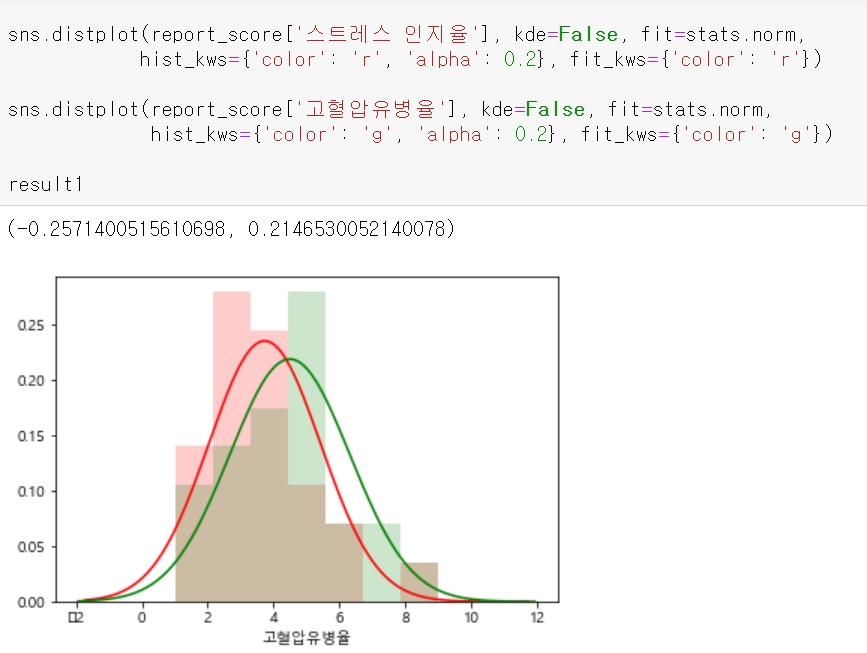 sns.distplot(report_score['스트레스 인지율'], kde=False, fit=stats.norm,
hist_kws={'color': 'r', 'alpha': 0.2}, fit_kws={'color': 'r'})
sns.distplot(report_score['고혈압유병율'], kde=False, fit=stats.norm,
hist_kws={'color': 'g', 'alpha': 0.2}, fit_kws={'color': 'g'})
result1
(-0.2571400515610698, 0.2146530052140078)
0.25
0.20
0.15
0.10
0.05
0.00
□2 0 2 4 6 8 10 12
고혈압유병율